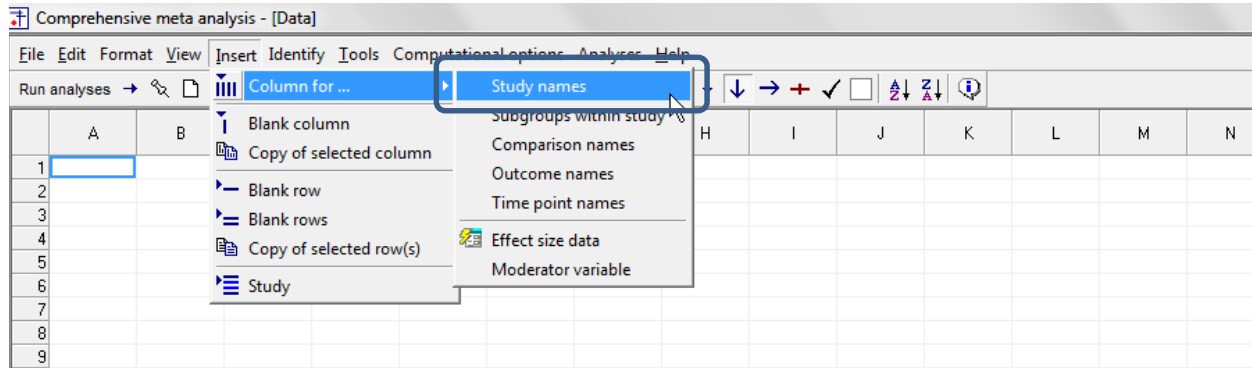 Comprehensive meta analysis - [Data]
File Edit Format View Insert Identify Tools Computational options Analyses Help
Run analyses
Column for ...
Blank column
Copy of selected column
Blank row
Blank rows
Copy of selected row(s)
Study
Study names
Subgroups within study
Comparison names
Outcome names
Time point names
Effect size data
Moderator variable
A B H I J K L M N
1
2
3
4
5
6
7
8
9